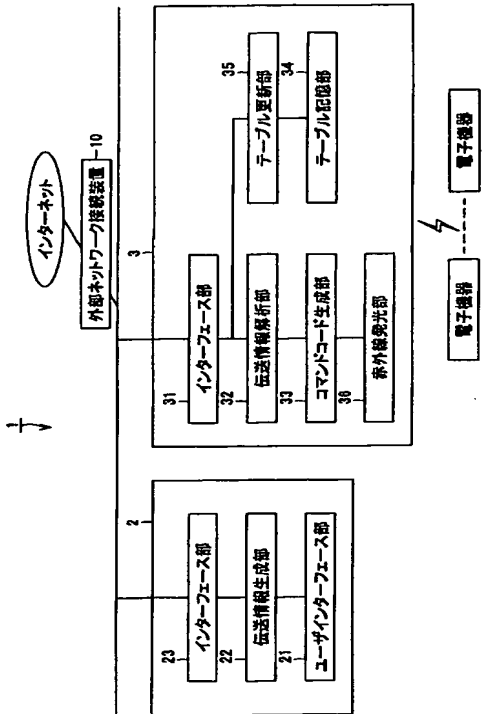 1
インターネット
外部ネットワーク接続装置
10
2
23
インターフェース部
22
伝送情報生成部
21
ユーザインターフェース部
3
31
インターフェース部
32
伝送情報解析部
33
コマンドコード生成部
36
赤外線発光部
35
テーブル更新部
34
テーブル記憶部
電子機器
電子機器